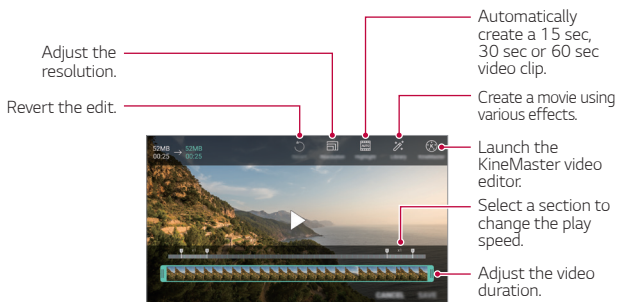 Automatically
create a 15 sec,
30 sec or 60 sec
video clip.
Adjust the
resolution.
Create a movie using
various effects.
Revert the edit.
Launch the
KineMaster video
editor.
Select a section to
change the play
speed.
Adjust the video
duration.
52MB
00:25
→
52MB
00:25
CANCEL
SAVE